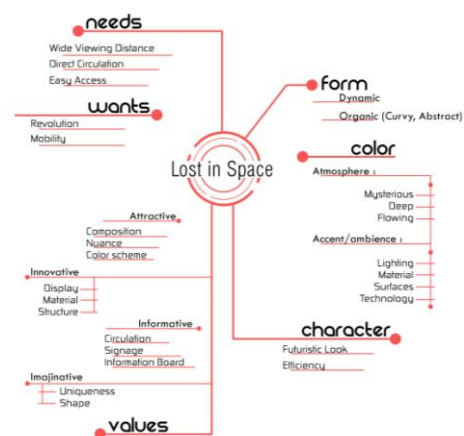 needs
Wide Viewing Distance
Direct Circulation
Easy Access
wants
Revolution
Mobility
Lost in Space
form
Dynamic
Organic (Curvy, Abstract)
color
Atmosphere :
Mysterious
Deep
Flowing
Accent/ambience :
Lighting
Material
Surfaces
Technology
character
Futuristic Look
Efficiency
Attractive
Composition
Nuance
Color scheme
Innovative
Display
Material
Structure
Informative
Circulation
Signage
Information Board
Imajinative
Uniqueness
Shape
values